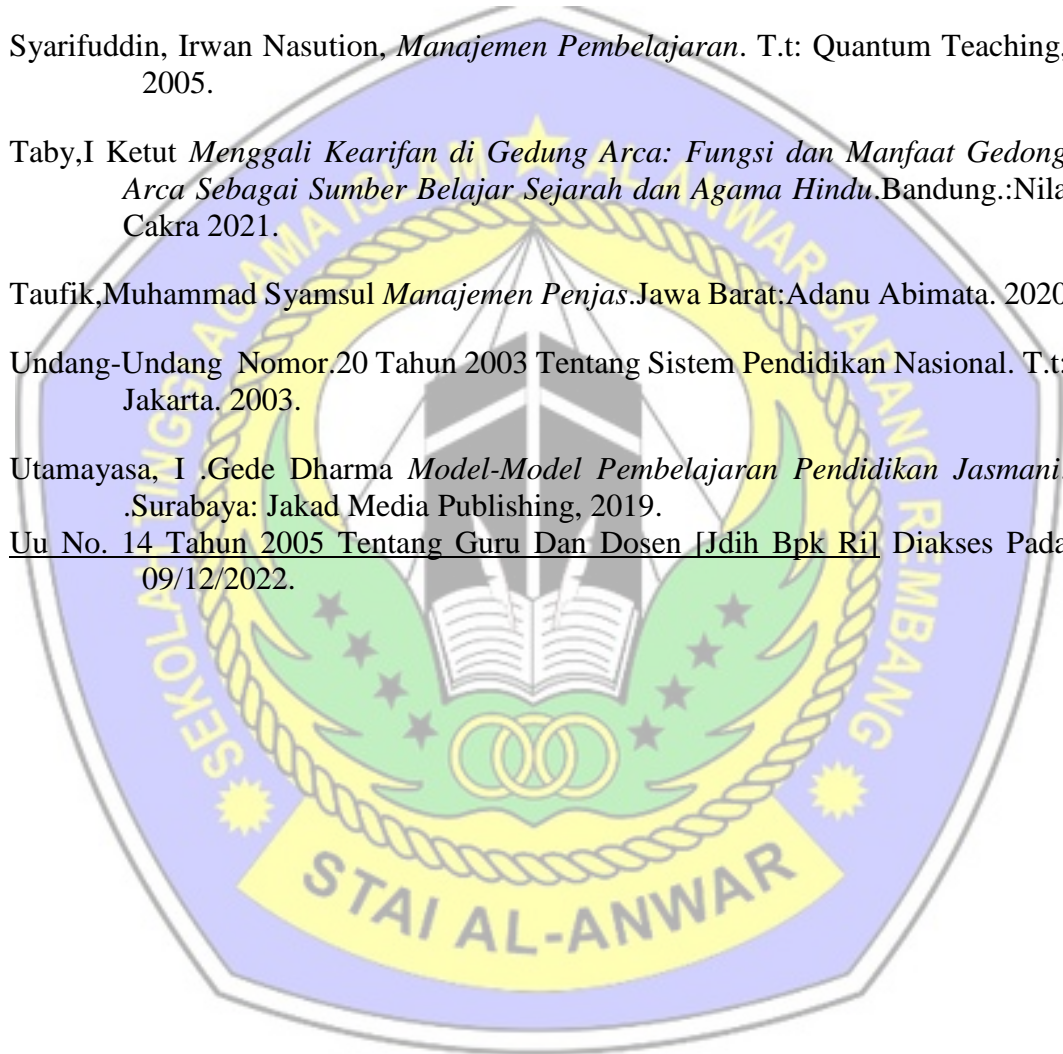 Syarifuddin, Irwan Nasution, Manajemen Pembelajaran. T.t: Quantum Teaching,
2005.
Taby,I Ketut Menggali Kearifan di Gedung Arca: Fungsi dan Manfaat Gedong
Arca Sebagai Sumber Belajar Sejarah dan Agama Hindu.Bandung.:Nila
Cakra 2021.
Taufik,Muhammad Syamsul Manajemen Penjas.Jawa Barat:Adanu Abimata. 2020
Undang-Undang Nomor.20 Tahun 2003 Tentang Sistem Pendidikan Nasional. T.t:
Jakarta. 2003.
Utamayasa, I .Gede Dharma Model-Model Pembelajaran Pendidikan Jasmani.
.Surabaya: Jakad Media Publishing, 2019.
Uu No. 14 Tahun 2005 Tentang Guru Dan Dosen [Jdih Bpk Ri] Diakses Pada
09/12/2022.
SEKOLAH TINGGI AGAMA ISLAM ★ AL-ANWAR SARANG REMBANG
STAI AL-ANWAR